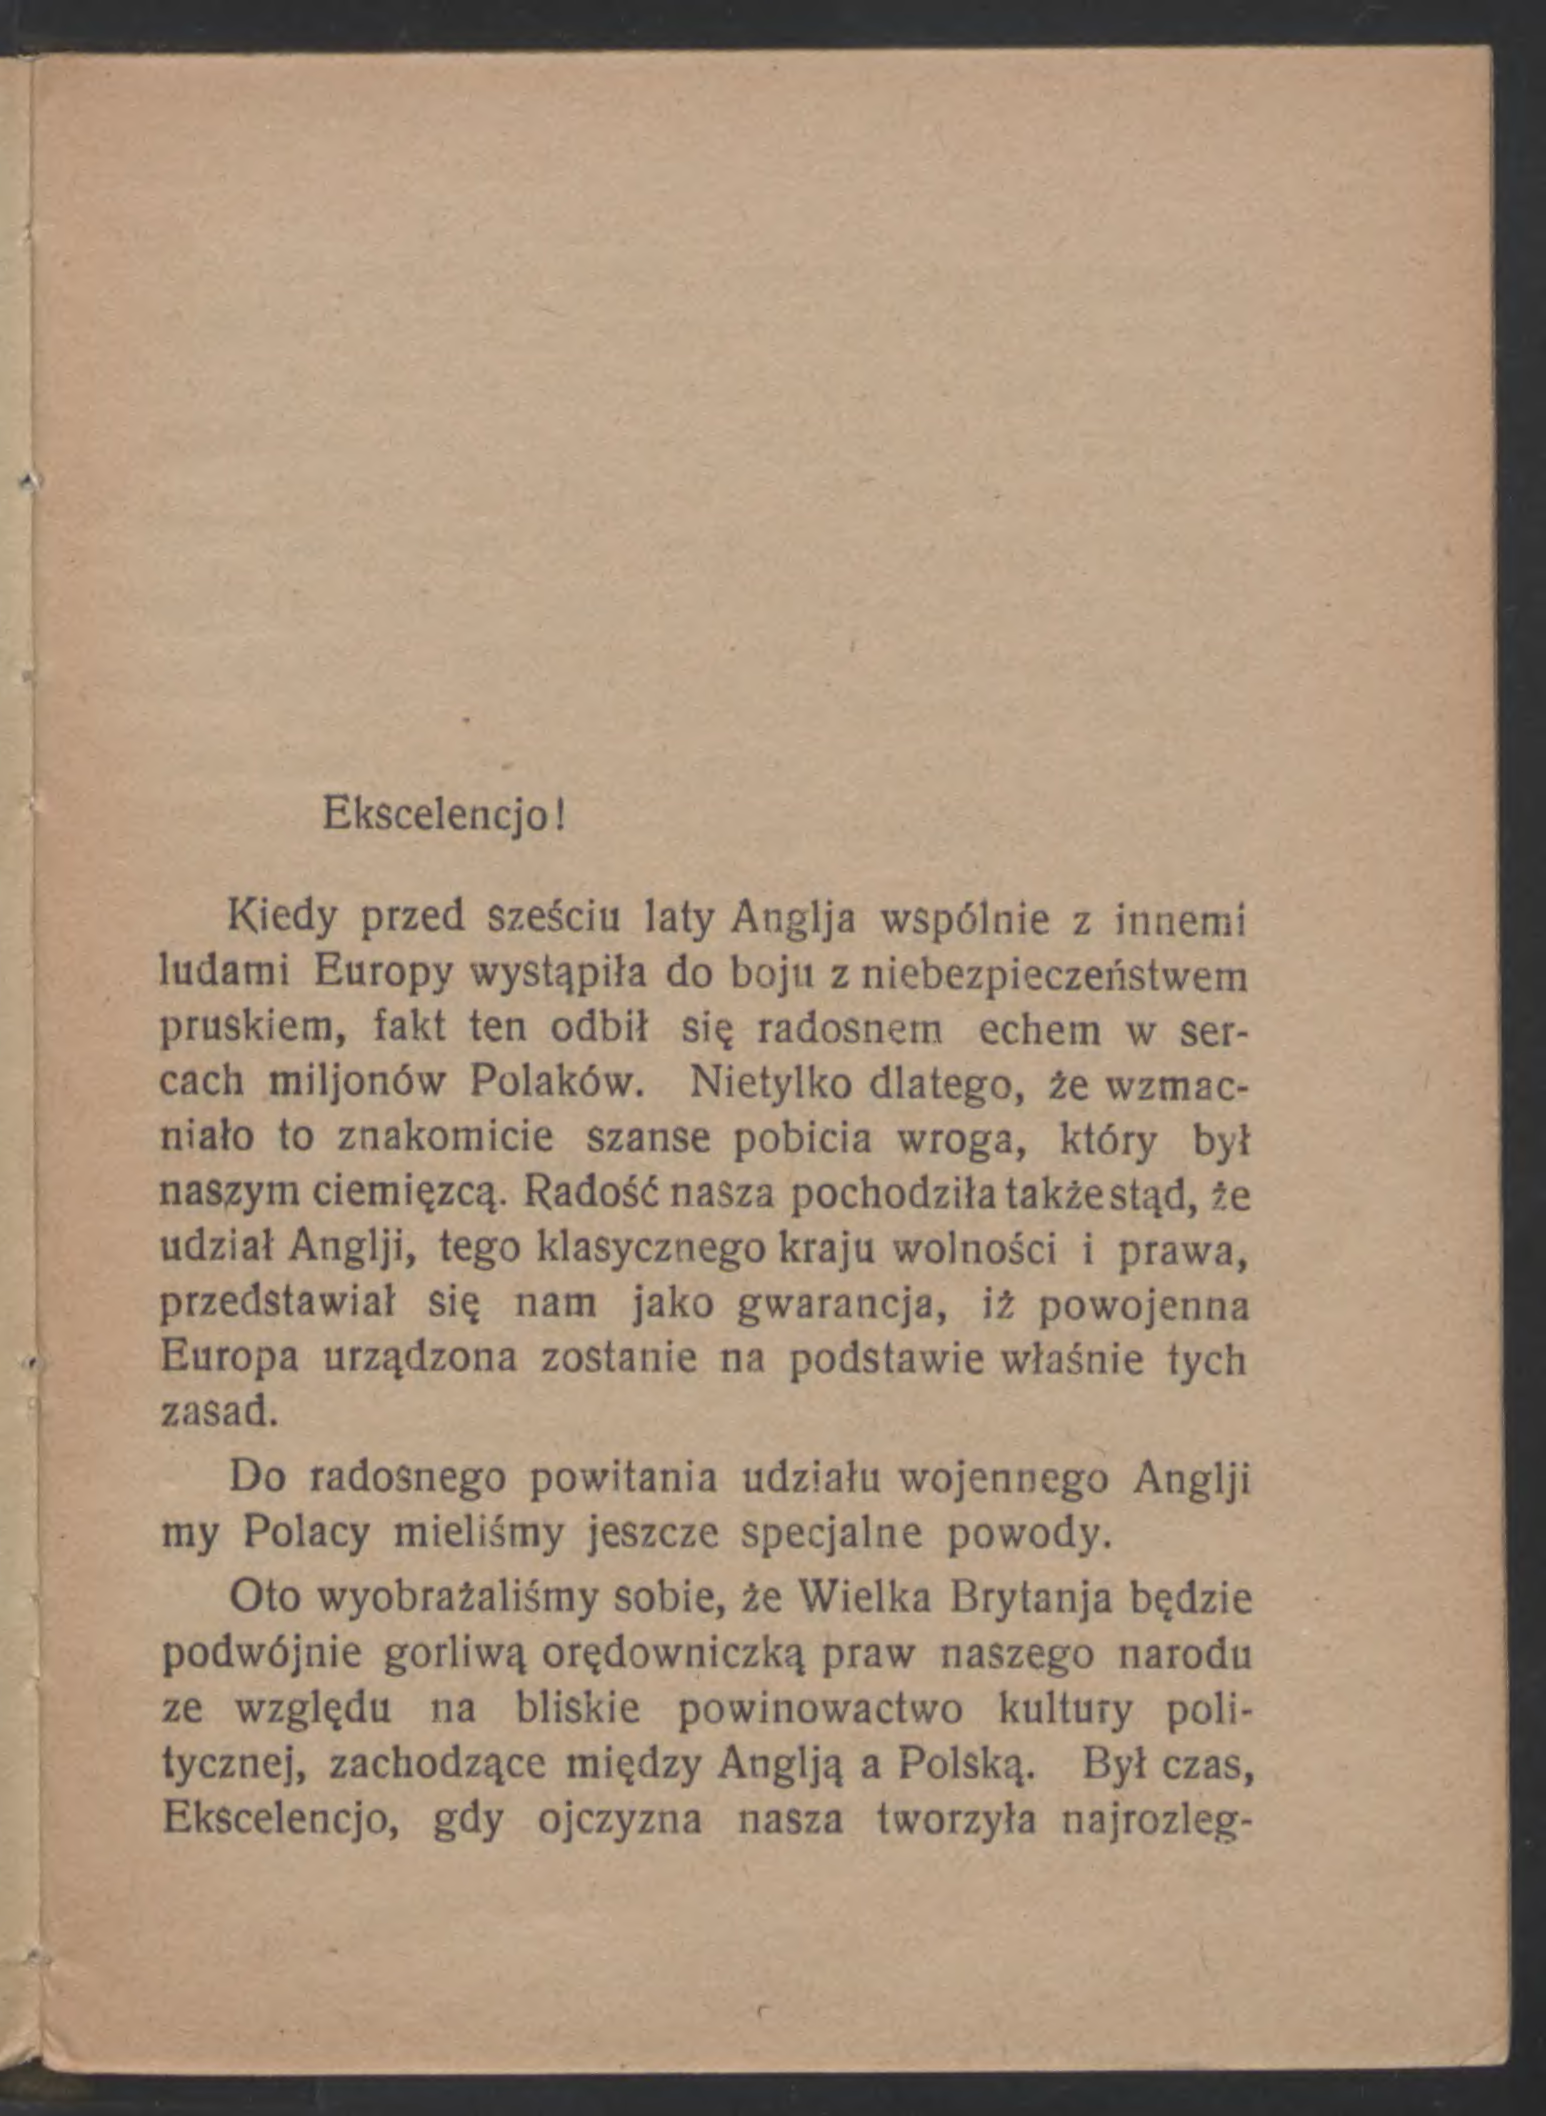 Ekscelencjo!
Kiedy przed sześciu laty Anglja wspólnie z innemi
ludami Europy wystąpiła do boju z niebezpieczeństwem
pruskiem, fakt ten odbił się radosnem echem w ser-
cach miljonów Polaków. Nietylko dlatego, że wzmac-
niało to znakomicie szanse pobicia wroga, który był
naszym ciemięzcą. Radość nasza pochodziła także stąd, że
udział Anglji, tego klasycznego kraju wolności i prawa,
przedstawiał się nam jako gwarancja, iż powojenna
Europa urządzona zostanie na podstawie właśnie tych
zasad.
Do radosnego powitania udziału wojennego Anglji
my Polacy mieliśmy jeszcze specjalne powody.
Oto wyobrażaliśmy sobie, że Wielka Brytanja będzie
podwójnie gorliwą orędowniczką praw naszego narodu
ze względu na bliskie powinowactwo kultury poli-
tycznej, zachodzące między Anglją a Polską. Był czas,
Ekscelencjo, gdy ojczyzna nasza tworzyła najrozleg-